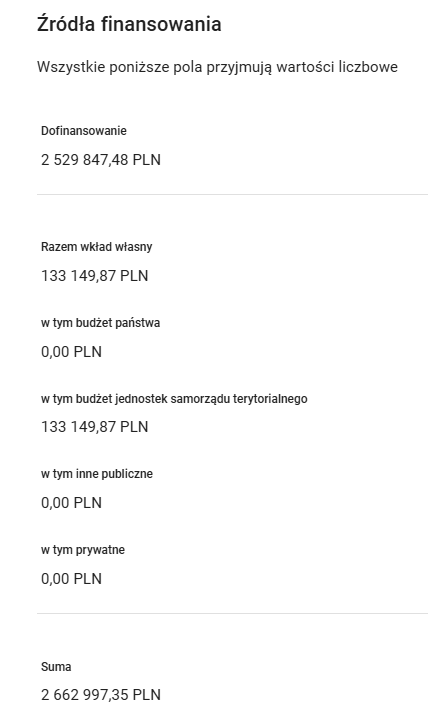 Źródła finansowania
Wszystkie poniższe pola przyjmują wartości liczbowe
Dofinansowanie
2 529 847,48 PLN
Razem wkład własny
133 149,87 PLN
w tym budżet państwa
0,00 PLN
w tym budżet jednostek samorządu terytorialnego
133 149,87 PLN
w tym inne publiczne
0,00 PLN
w tym prywatne
0,00 PLN
Suma
2 662 997,35 PLN